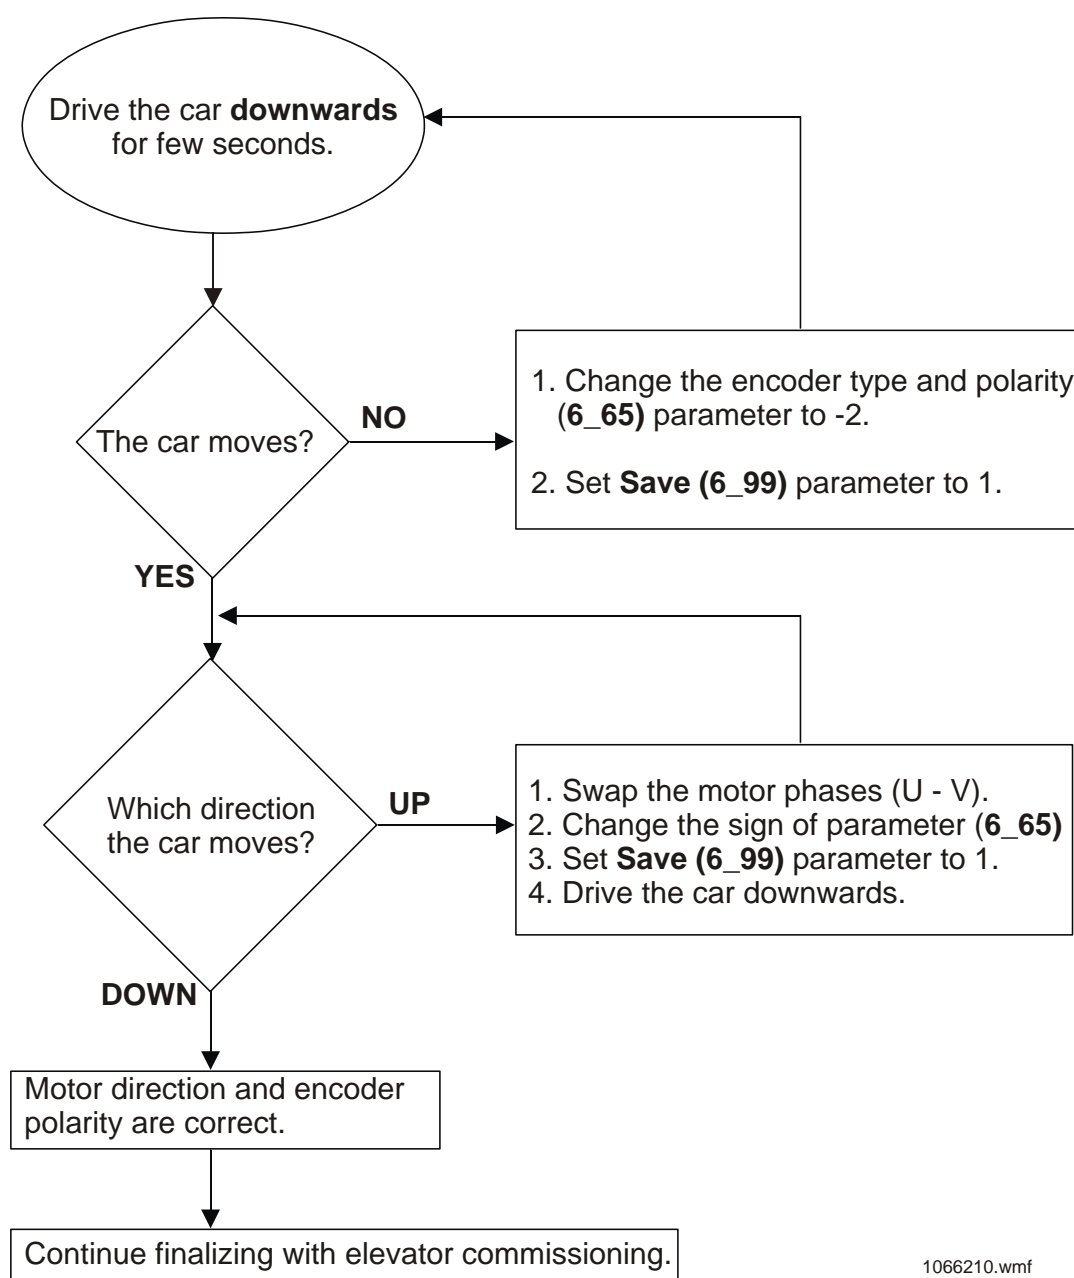 Drive the car downwards
for few seconds.
The car moves?
NO
1. Change the encoder type and polarity
(6_65) parameter to -2.
2. Set Save (6_99) parameter to 1.
YES
Which direction
the car moves?
UP
1. Swap the motor phases (U - V).
2. Change the sign of parameter (6_65)
3. Set Save (6_99) parameter to 1.
4. Drive the car downwards.
DOWN
Motor direction and encoder
polarity are correct.
Continue finalizing with elevator commissioning.
1066210.wmf